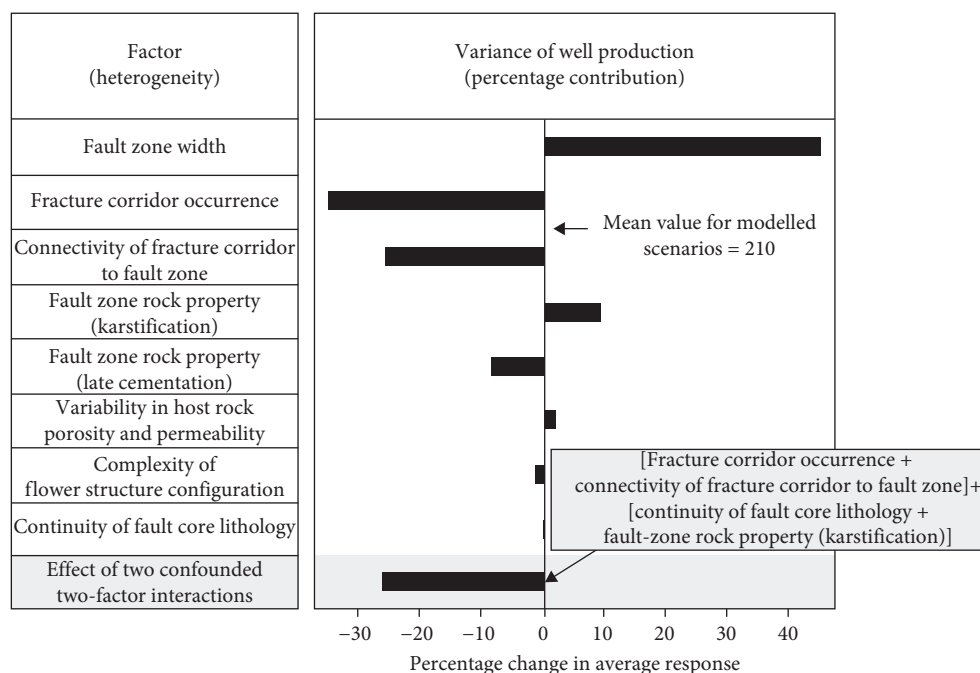 Factor
(heterogeneity)
Variance of well production
(percentage contribution)
Fault zone width
Fracture corridor occurrence
Mean value for modelled
scenarios = 210
Connectivity of fracture corridor
to fault zone
Fault zone rock property
(karstification)
Fault zone rock property
(late cementation)
Variability in host rock
porosity and permeability
Complexity of
flower structure configuration
Continuity of fault core lithology
[Fracture corridor occurrence +
connectivity of fracture corridor to fault zone]+
[continuity of fault core lithology +
fault-zone rock property (karstification)]
Effect of two confounded
two-factor interactions
−30 −20 −10 0 10 20 30 40
Percentage change in average response